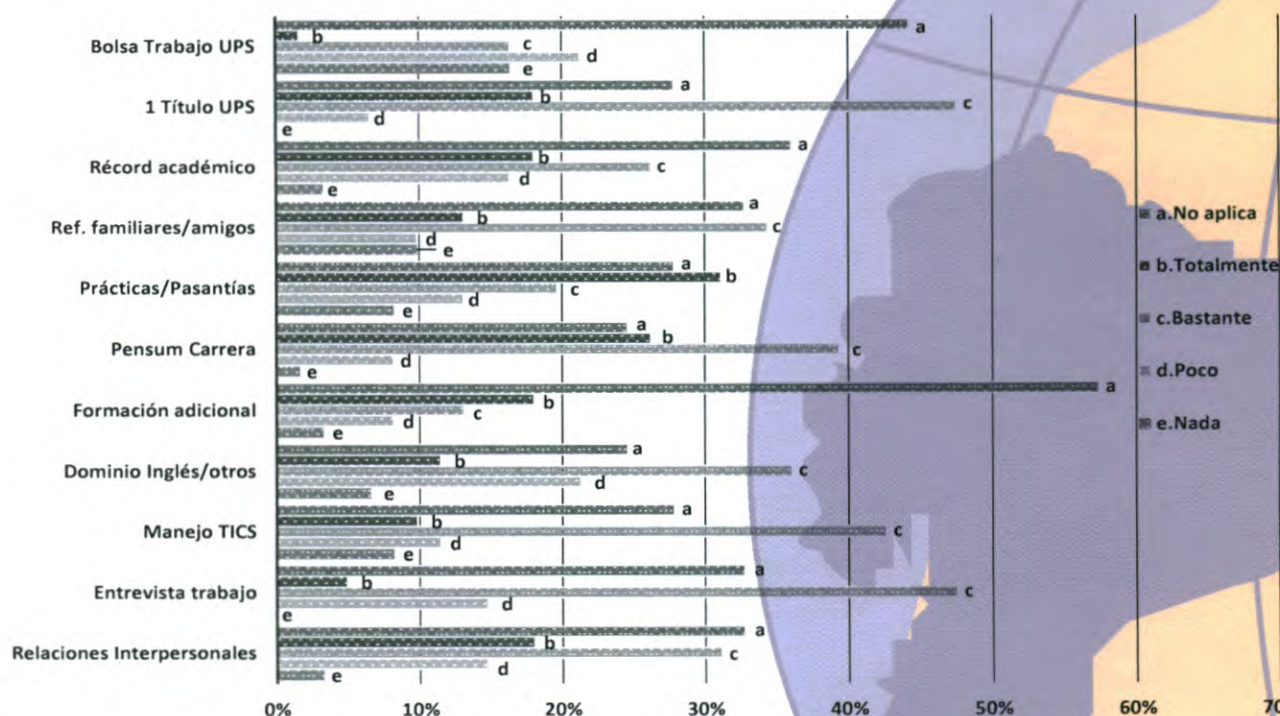 Bolsa Trabajo UPS
a
b
c
d
e
1 Título UPS
a
b
c
d
e
Récord académico
a
b
c
d
e
Ref. familiares/amigos
a
b
c
d
e
Prácticas/Pasantías
a
b
c
d
e
Pensum Carrera
a
b
c
d
e
Formación adicional
a
b
c
d
e
Dominio Inglés/otros
a
b
c
d
e
Manejo TICS
a
b
c
d
e
Entrevista trabajo
a
b
c
d
e
Relaciones Interpersonales
a
b
c
d
e
0% 10% 20% 30% 40% 50% 60% 70
a.No aplica
b.Totalmente
c.Bastante
d.Poco
e.Nada